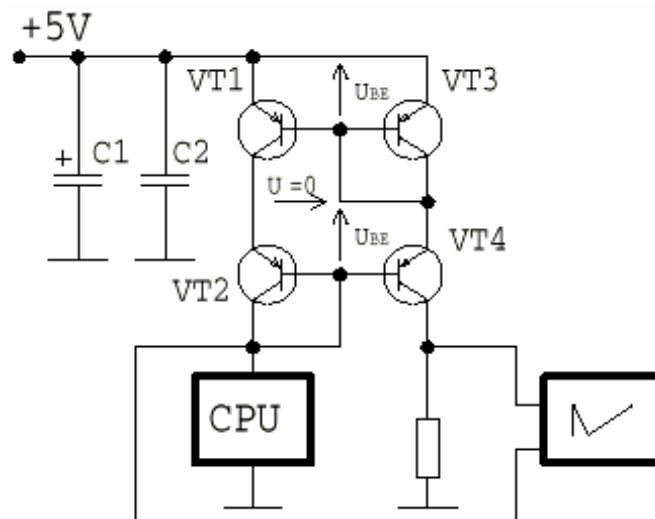 +5V
VT1
UBE
VT3
+ C1
C2
U =0
UBE
VT4
VT2
CPU